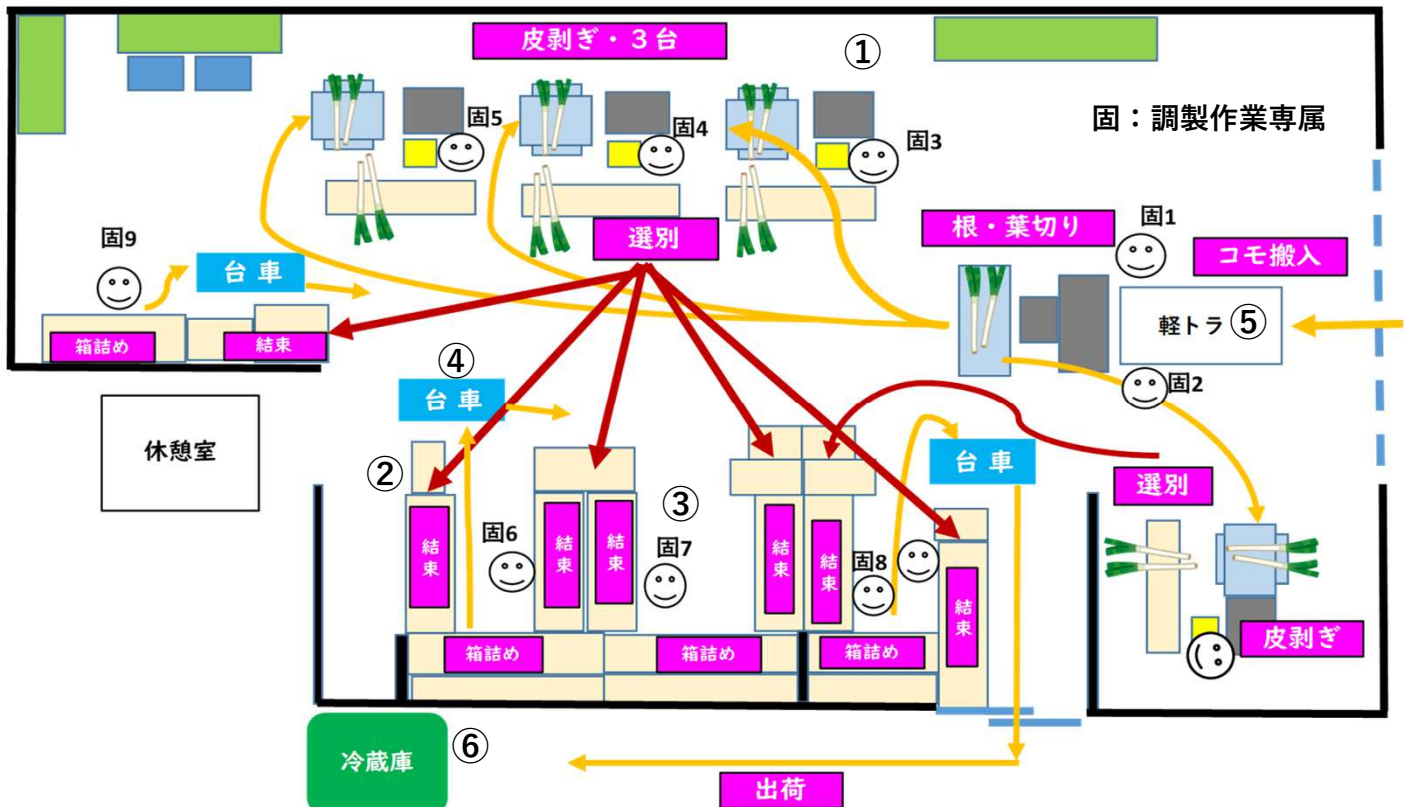 皮剥ぎ・３台
①
固：調製作業専属
固5
固4
固3
固1
根・葉切り
コモ搬入
選別
固9
台車
軽トラ
⑤
箱詰め
結束
④
台車
固2
休憩室
②
③
台車
選別
結束
固6
結束
結束
固7
結束
結束
固8
結束
箱詰め
箱詰め
箱詰め
皮剥ぎ
冷蔵庫
⑥
出荷